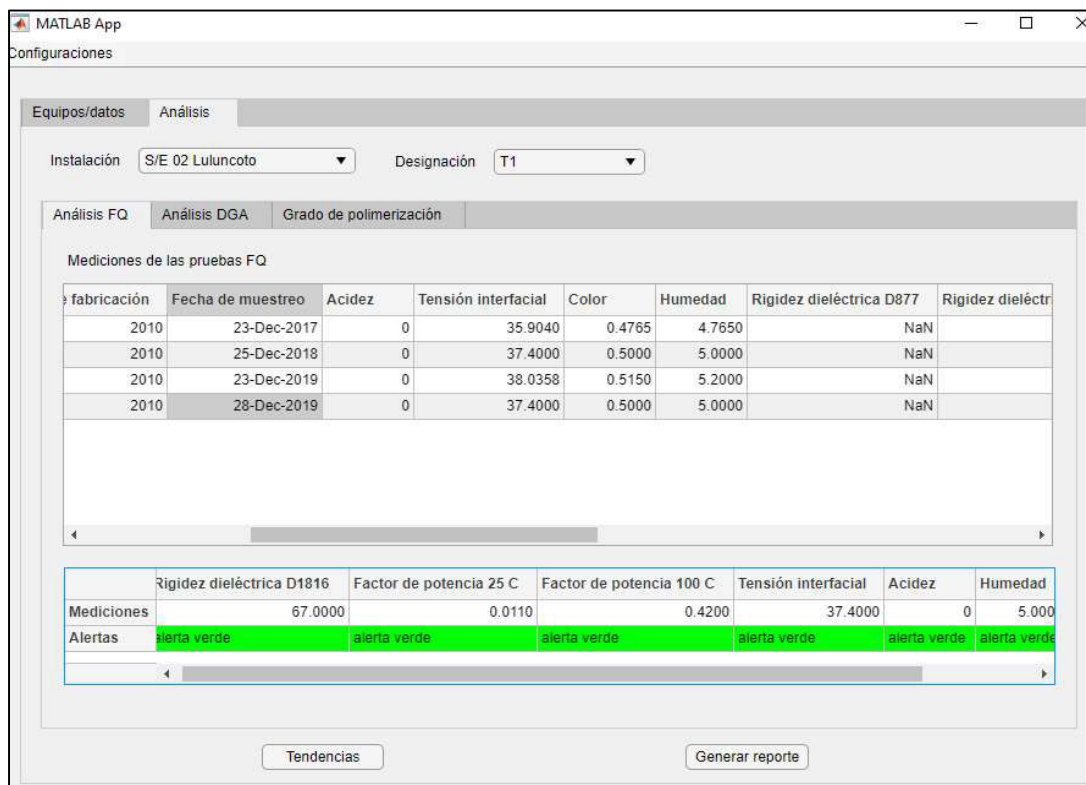 MATLAB App
Configuraciones
Equipos/datos Análisis
Instalación S/E 02 Luluncoto Designación T1
Análisis FQ Análisis DGA Grado de polimerización
Mediciones de las pruebas FQ
fabricación Fecha de muestreo Acidez Tensión interfacial Color Humedad Rigidez dieléctrica D877 Rigidez dieléctr
2010 23-Dec-2017 0 35.9040 0.4765 4.7650 NaN
2010 25-Dec-2018 0 37.4000 0.5000 5.0000 NaN
2010 23-Dec-2019 0 38.0358 0.5150 5.2000 NaN
2010 28-Dec-2019 0 37.4000 0.5000 5.0000 NaN
Rigidez dieléctrica D1816 Factor de potencia 25 C Factor de potencia 100 C Tensión interfacial Acidez Humedad
Mediciones 67.0000 0.0110 0.4200 37.4000 0 5.000
Alertas alerta verde alerta verde alerta verde alerta verde alerta verde alerta verde
Tendencias Generar reporte